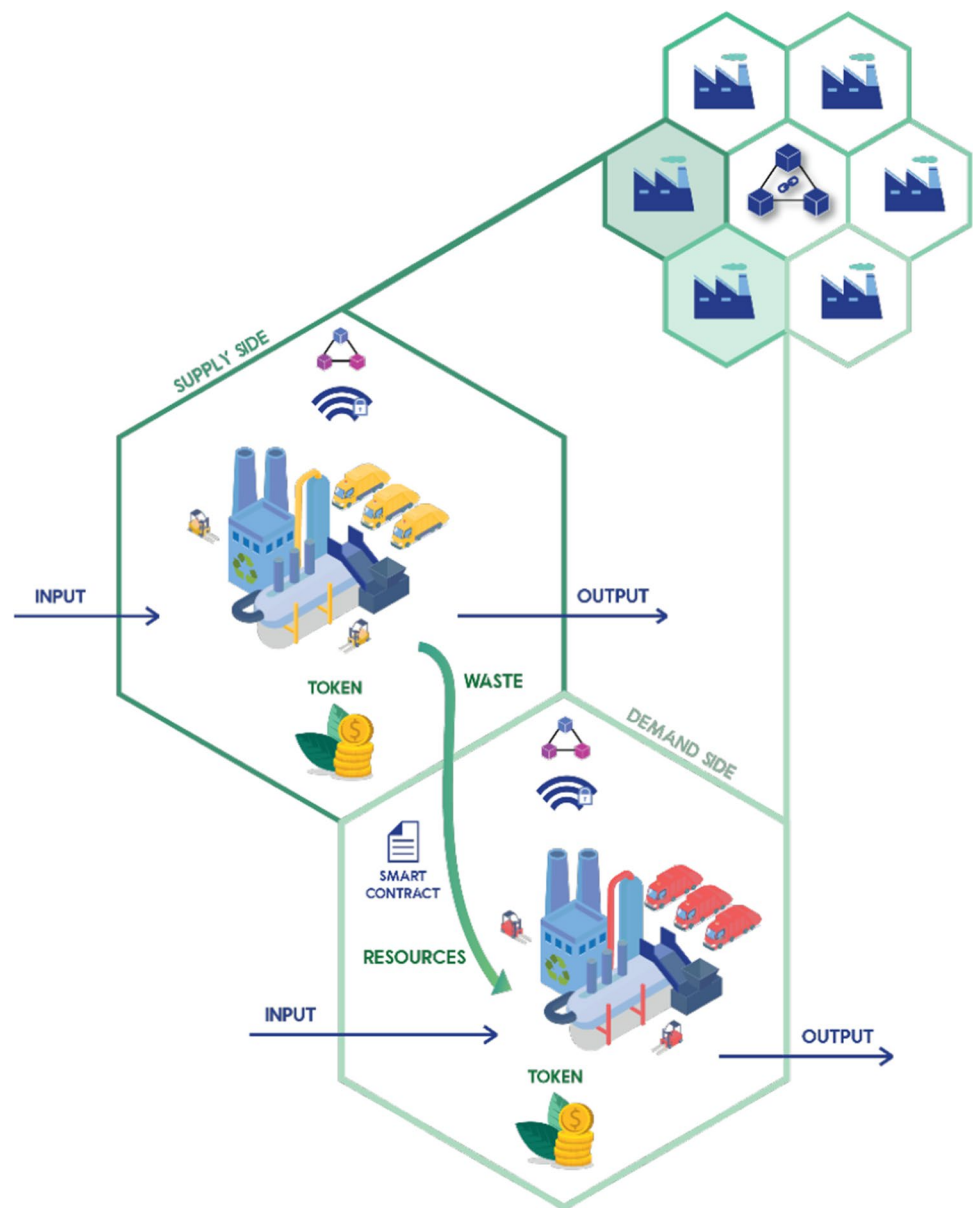 SUPPLY SIDE
INPUT
OUTPUT
TOKEN
WASTE
$
DEMAND SIDE
SMART
CONTRACT
RESOURCES
INPUT
OUTPUT
TOKEN
$